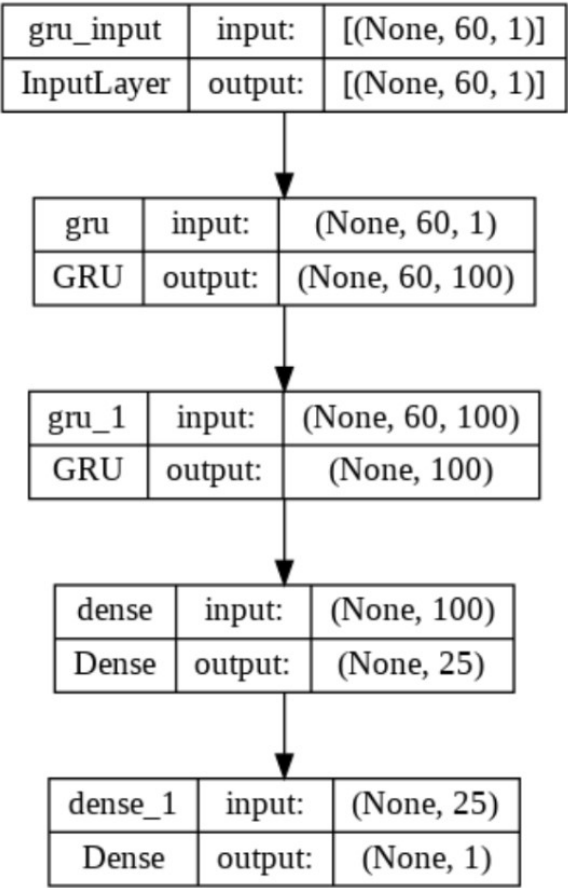 gru_input input: [(None, 60, 1)]
InputLayer output: [(None, 60, 1)]
gru input: (None, 60, 1)
GRU output: (None, 60, 100)
gru_1 input: (None, 60, 100)
GRU output: (None, 100)
dense input: (None, 100)
Dense output: (None, 25)
dense_1 input: (None, 25)
Dense output: (None, 1)